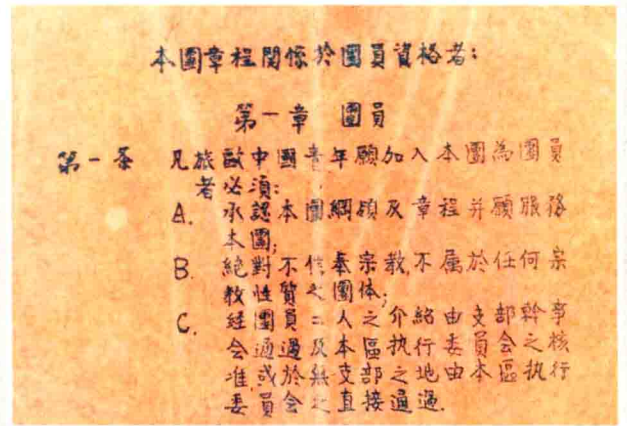 本團章程關係於團員資格者:
第一章 團員
第一条 凡旅歐中國青年願加入本團為團員
者必須:
A. 承認本團綱領及章程并願服務
本團;
B. 絶對不信奉宗教,不屬於任何宗
教性質之團体;
C. 經團員二人之介紹由支部幹事
会通過及本區执行委員会之核
准,或於無支部之地由本區执行
委員会之直接通過.